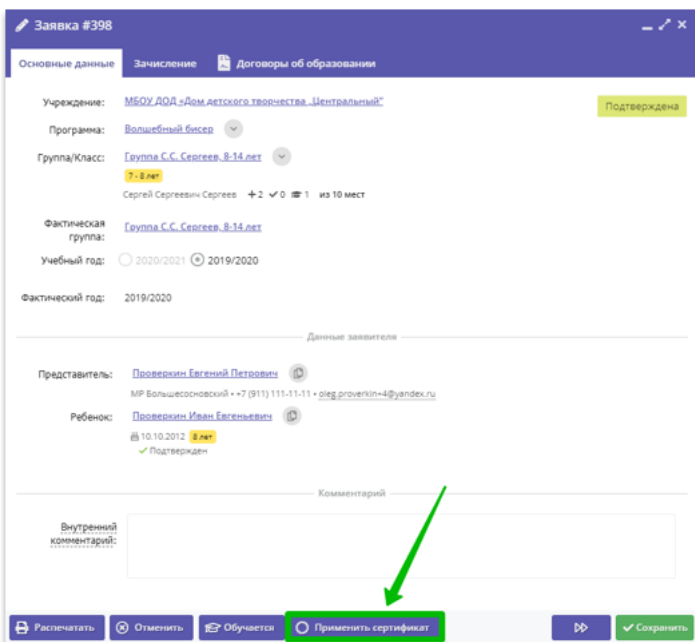 Заявка #398
Основные данные Зачисление Договоры об образовании
Учреждение: МБОУ ДОД «Дом детского творчества „Центральный"
Подтверждена
Программа: Волшебный бисер
Группа/Класс: Группа С.С. Сергеев, 8-14 лет
7 - 8 лет
Сергей Сергеевич Сергеев +2 ✓0 1 из 10 мест
Фактическая
группа: Группа С.С. Сергеев, 8-14 лет
Учебный год: 2020/2021 2019/2020
Фактический год: 2019/2020
Данные заявителя
Представитель: Проверкин Евгений Петрович
МР Большесосновский • +7 (911) 111-11-11 • oleg.proverkin+4@yandex.ru
Ребенок: Проверкин Иван Евгеньевич
10.10.2012 8 лет
✓ Подтвержден
Комментарий
Внутренний
комментарий:
Распечатать Отменить Обучается Применить сертификат Сохранить